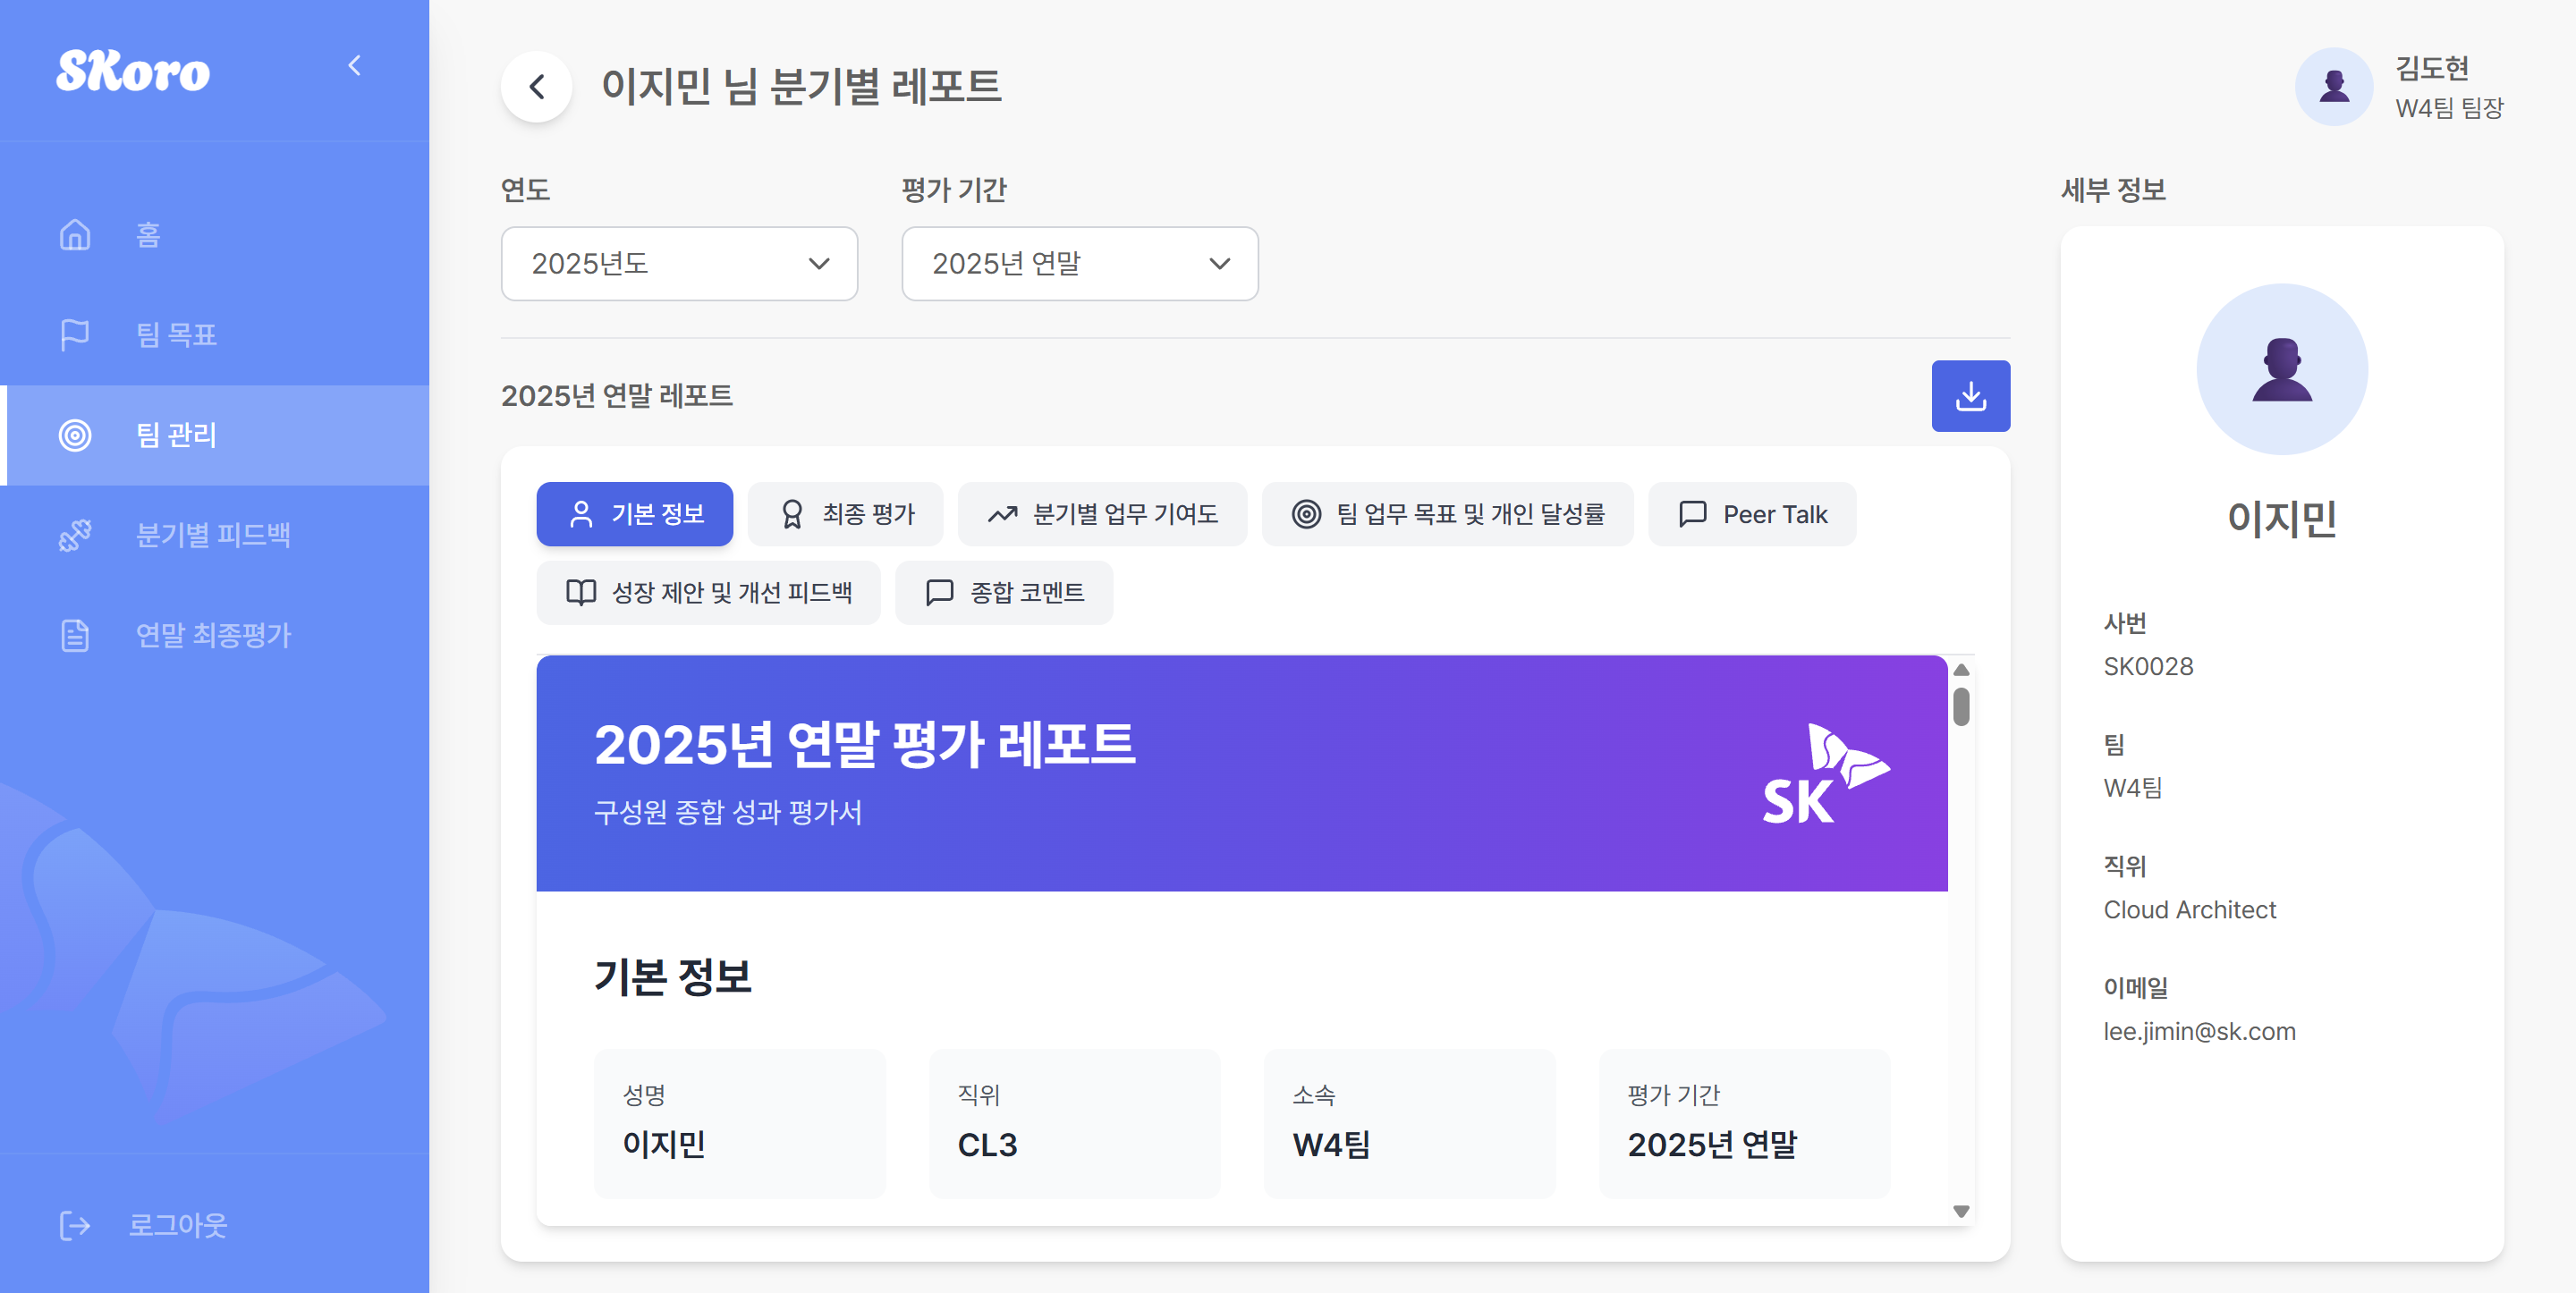 SKoro
홈
팀 목표
팀 관리
분기별 피드백
연말 최종평가
로그아웃
이지민 님 분기별 레포트
김도현
W4팀 팀장
연도
평가 기간
2025년도
2025년 연말
2025년 연말 레포트
기본 정보
최종 평가
분기별 업무 기여도
팀 업무 목표 및 개인 달성률
Peer Talk
성장 제안 및 개선 피드백
종합 코멘트
2025년 연말 평가 레포트
구성원 종합 성과 평가서
SK
기본 정보
성명
이지민
직위
CL3
소속
W4팀
평가 기간
2025년 연말
세부 정보
이지민
사번
SK0028
팀
W4팀
직위
Cloud Architect
이메일
lee.jimin@sk.com